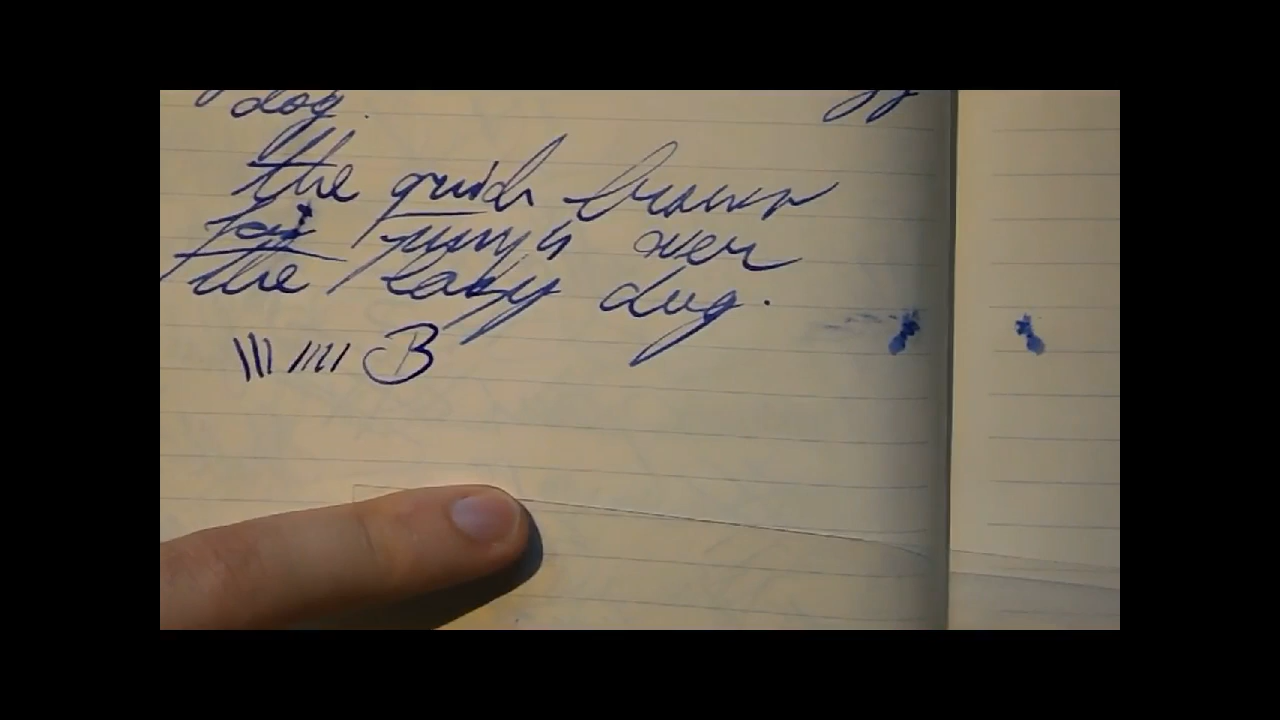 dog.
the quick brown
fox jumps over
the lazy dog.
B